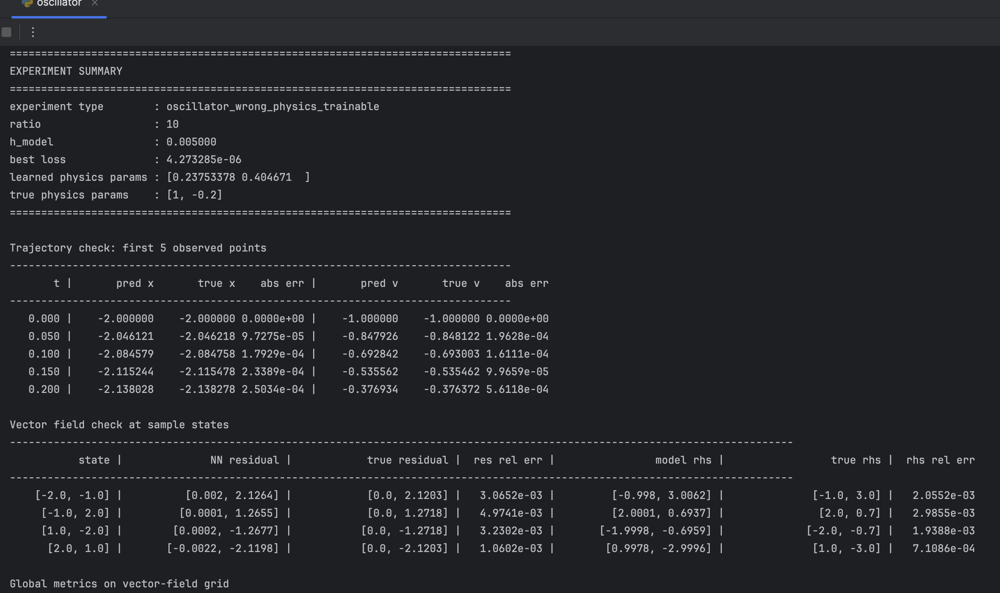 oscillator
================================================================================
EXPERIMENT SUMMARY
================================================================================
experiment type        : oscillator_wrong_physics_trainable
ratio                  : 10
h_model                : 0.005000
best loss              : 4.273285e-06
learned physics params : [0.23753378 0.404671  ]
true physics params    : [1, -0.2]
================================================================================
Trajectory check: first 5 observed points
--------------------------------------------------------------------------------
       t |       pred x       true x    abs err |       pred v       true v    abs err
--------------------------------------------------------------------------------
   0.000 |    -2.000000    -2.000000 0.0000e+00 |    -1.000000    -1.000000 0.0000e+00
   0.050 |    -2.046121    -2.046218 9.7275e-05 |    -0.847926    -0.848122 1.9628e-04
   0.100 |    -2.084579    -2.084758 1.7929e-04 |    -0.692842    -0.693003 1.6111e-04
   0.150 |    -2.115244    -2.115478 2.3389e-04 |    -0.535562    -0.535462 9.9659e-05
   0.200 |    -2.138028    -2.138278 2.5034e-04 |    -0.376934    -0.376372 5.6118e-04
Vector field check at sample states
-----------------------------------------------------------------------------------------------------------------------------
           state |              NN residual |            true residual |  res rel err |                model rhs |                 true rhs |  rhs rel err
-----------------------------------------------------------------------------------------------------------------------------
    [-2.0, -1.0] |          [0.002, 2.1264] |            [0.0, 2.1203] |   3.0652e-03 |         [-0.998, 3.0062] |              [-1.0, 3.0] |   2.0552e-03
     [-1.0, 2.0] |         [0.0001, 1.2655] |            [0.0, 1.2718] |   4.9741e-03 |         [2.0001, 0.6937] |               [2.0, 0.7] |   2.9855e-03
     [1.0, -2.0] |        [0.0002, -1.2677] |           [0.0, -1.2718] |   3.2302e-03 |       [-1.9998, -0.6959] |             [-2.0, -0.7] |   1.9388e-03
      [2.0, 1.0] |       [-0.0022, -2.1198] |           [0.0, -2.1203] |   1.0602e-03 |        [0.9978, -2.9996] |              [1.0, -3.0] |   7.1086e-04
Global metrics on vector-field grid